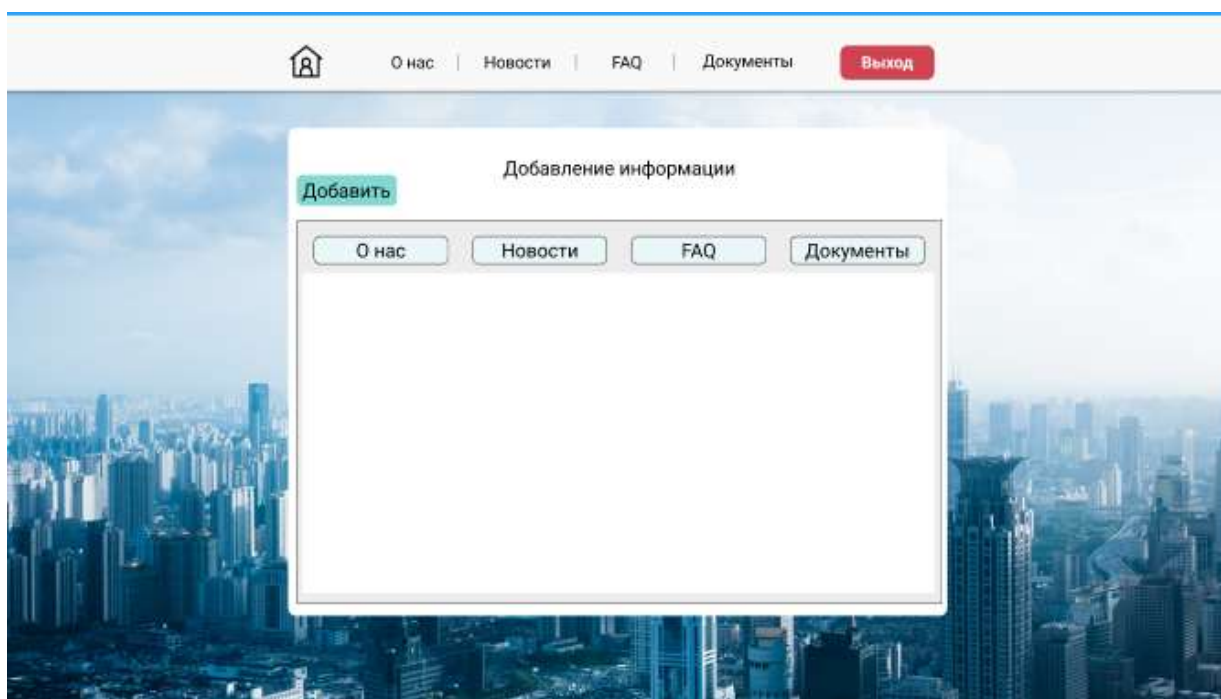 О нас | Новости | FAQ | Документы Выход
Добавление информации
Добавить
О нас Новости FAQ Документы